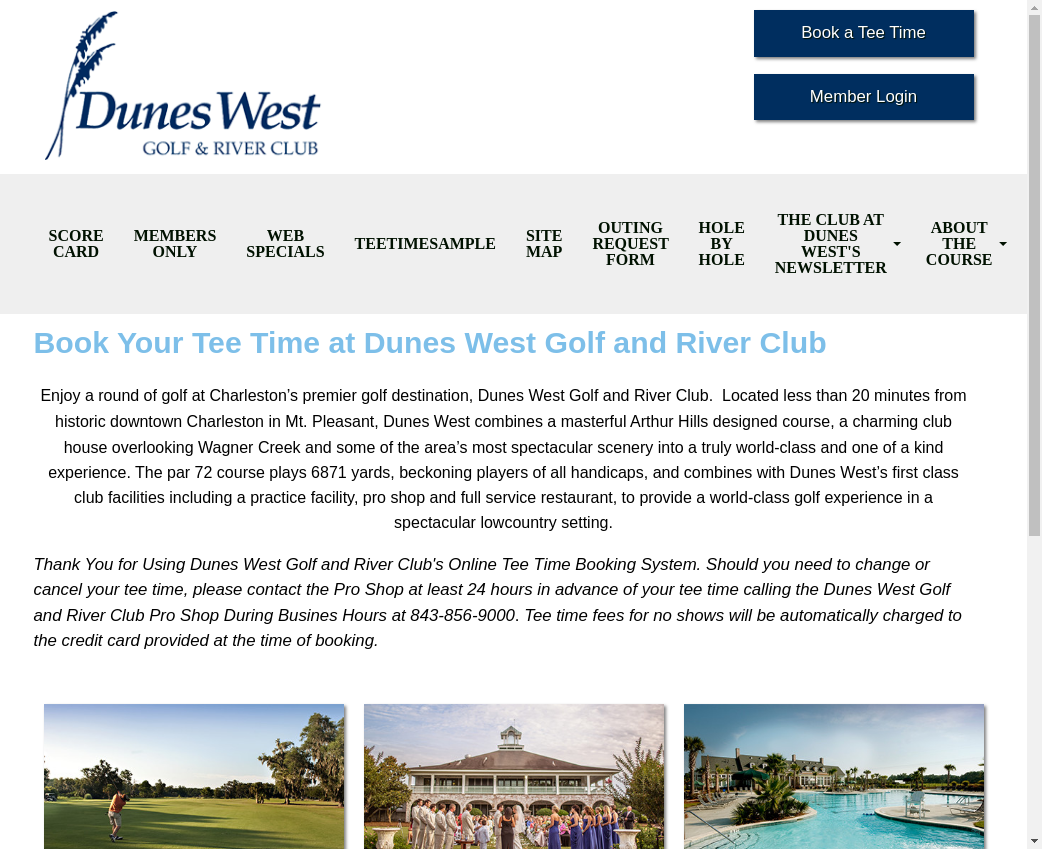 Dunes West
GOLF & RIVER CLUB
Book a Tee Time
Member Login
SCORE
CARD
MEMBERS
ONLY
WEB
SPECIALS
TEETIMESAMPLE
SITE
MAP
OUTING
REQUEST
FORM
HOLE
BY
HOLE
THE CLUB AT
DUNES
WEST'S
NEWSLETTER
ABOUT
THE
COURSE
Book Your Tee Time at Dunes West Golf and River Club
Enjoy a round of golf at Charleston’s premier golf destination, Dunes West Golf and River Club.  Located less than 20 minutes from
historic downtown Charleston in Mt. Pleasant, Dunes West combines a masterful Arthur Hills designed course, a charming club
house overlooking Wagner Creek and some of the area’s most spectacular scenery into a truly world-class and one of a kind
experience. The par 72 course plays 6871 yards, beckoning players of all handicaps, and combines with Dunes West’s first class
club facilities including a practice facility, pro shop and full service restaurant, to provide a world-class golf experience in a
spectacular lowcountry setting.
Thank You for Using Dunes West Golf and River Club's Online Tee Time Booking System. Should you need to change or
cancel your tee time, please contact the Pro Shop at least 24 hours in advance of your tee time calling the Dunes West Golf
and River Club Pro Shop During Busines Hours at 843-856-9000. Tee time fees for no shows will be automatically charged to
the credit card provided at the time of booking.